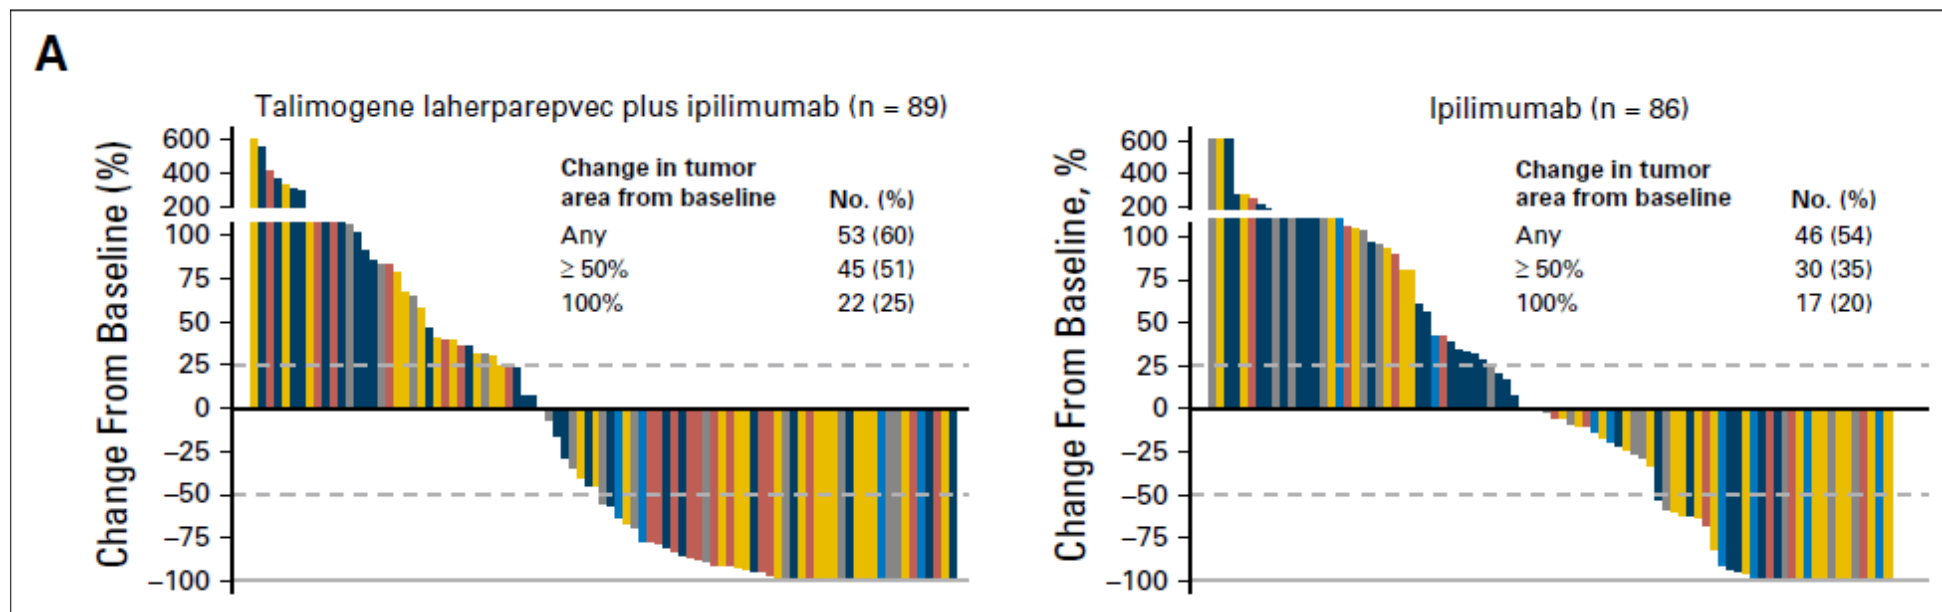 A
Talimogene laherparepvec plus ipilimumab (n = 89)
Change From Baseline (%)
600
400
200
100
75
50
25
0
–25
–50
–75
–100
Change in tumor
area from baseline No. (%)
Any 53 (60)
≥ 50% 45 (51)
100% 22 (25)
Ipilimumab (n = 86)
Change From Baseline, %
600
400
200
100
75
50
25
0
–25
–50
–75
–100
Change in tumor
area from baseline No. (%)
Any 46 (54)
≥ 50% 30 (35)
100% 17 (20)